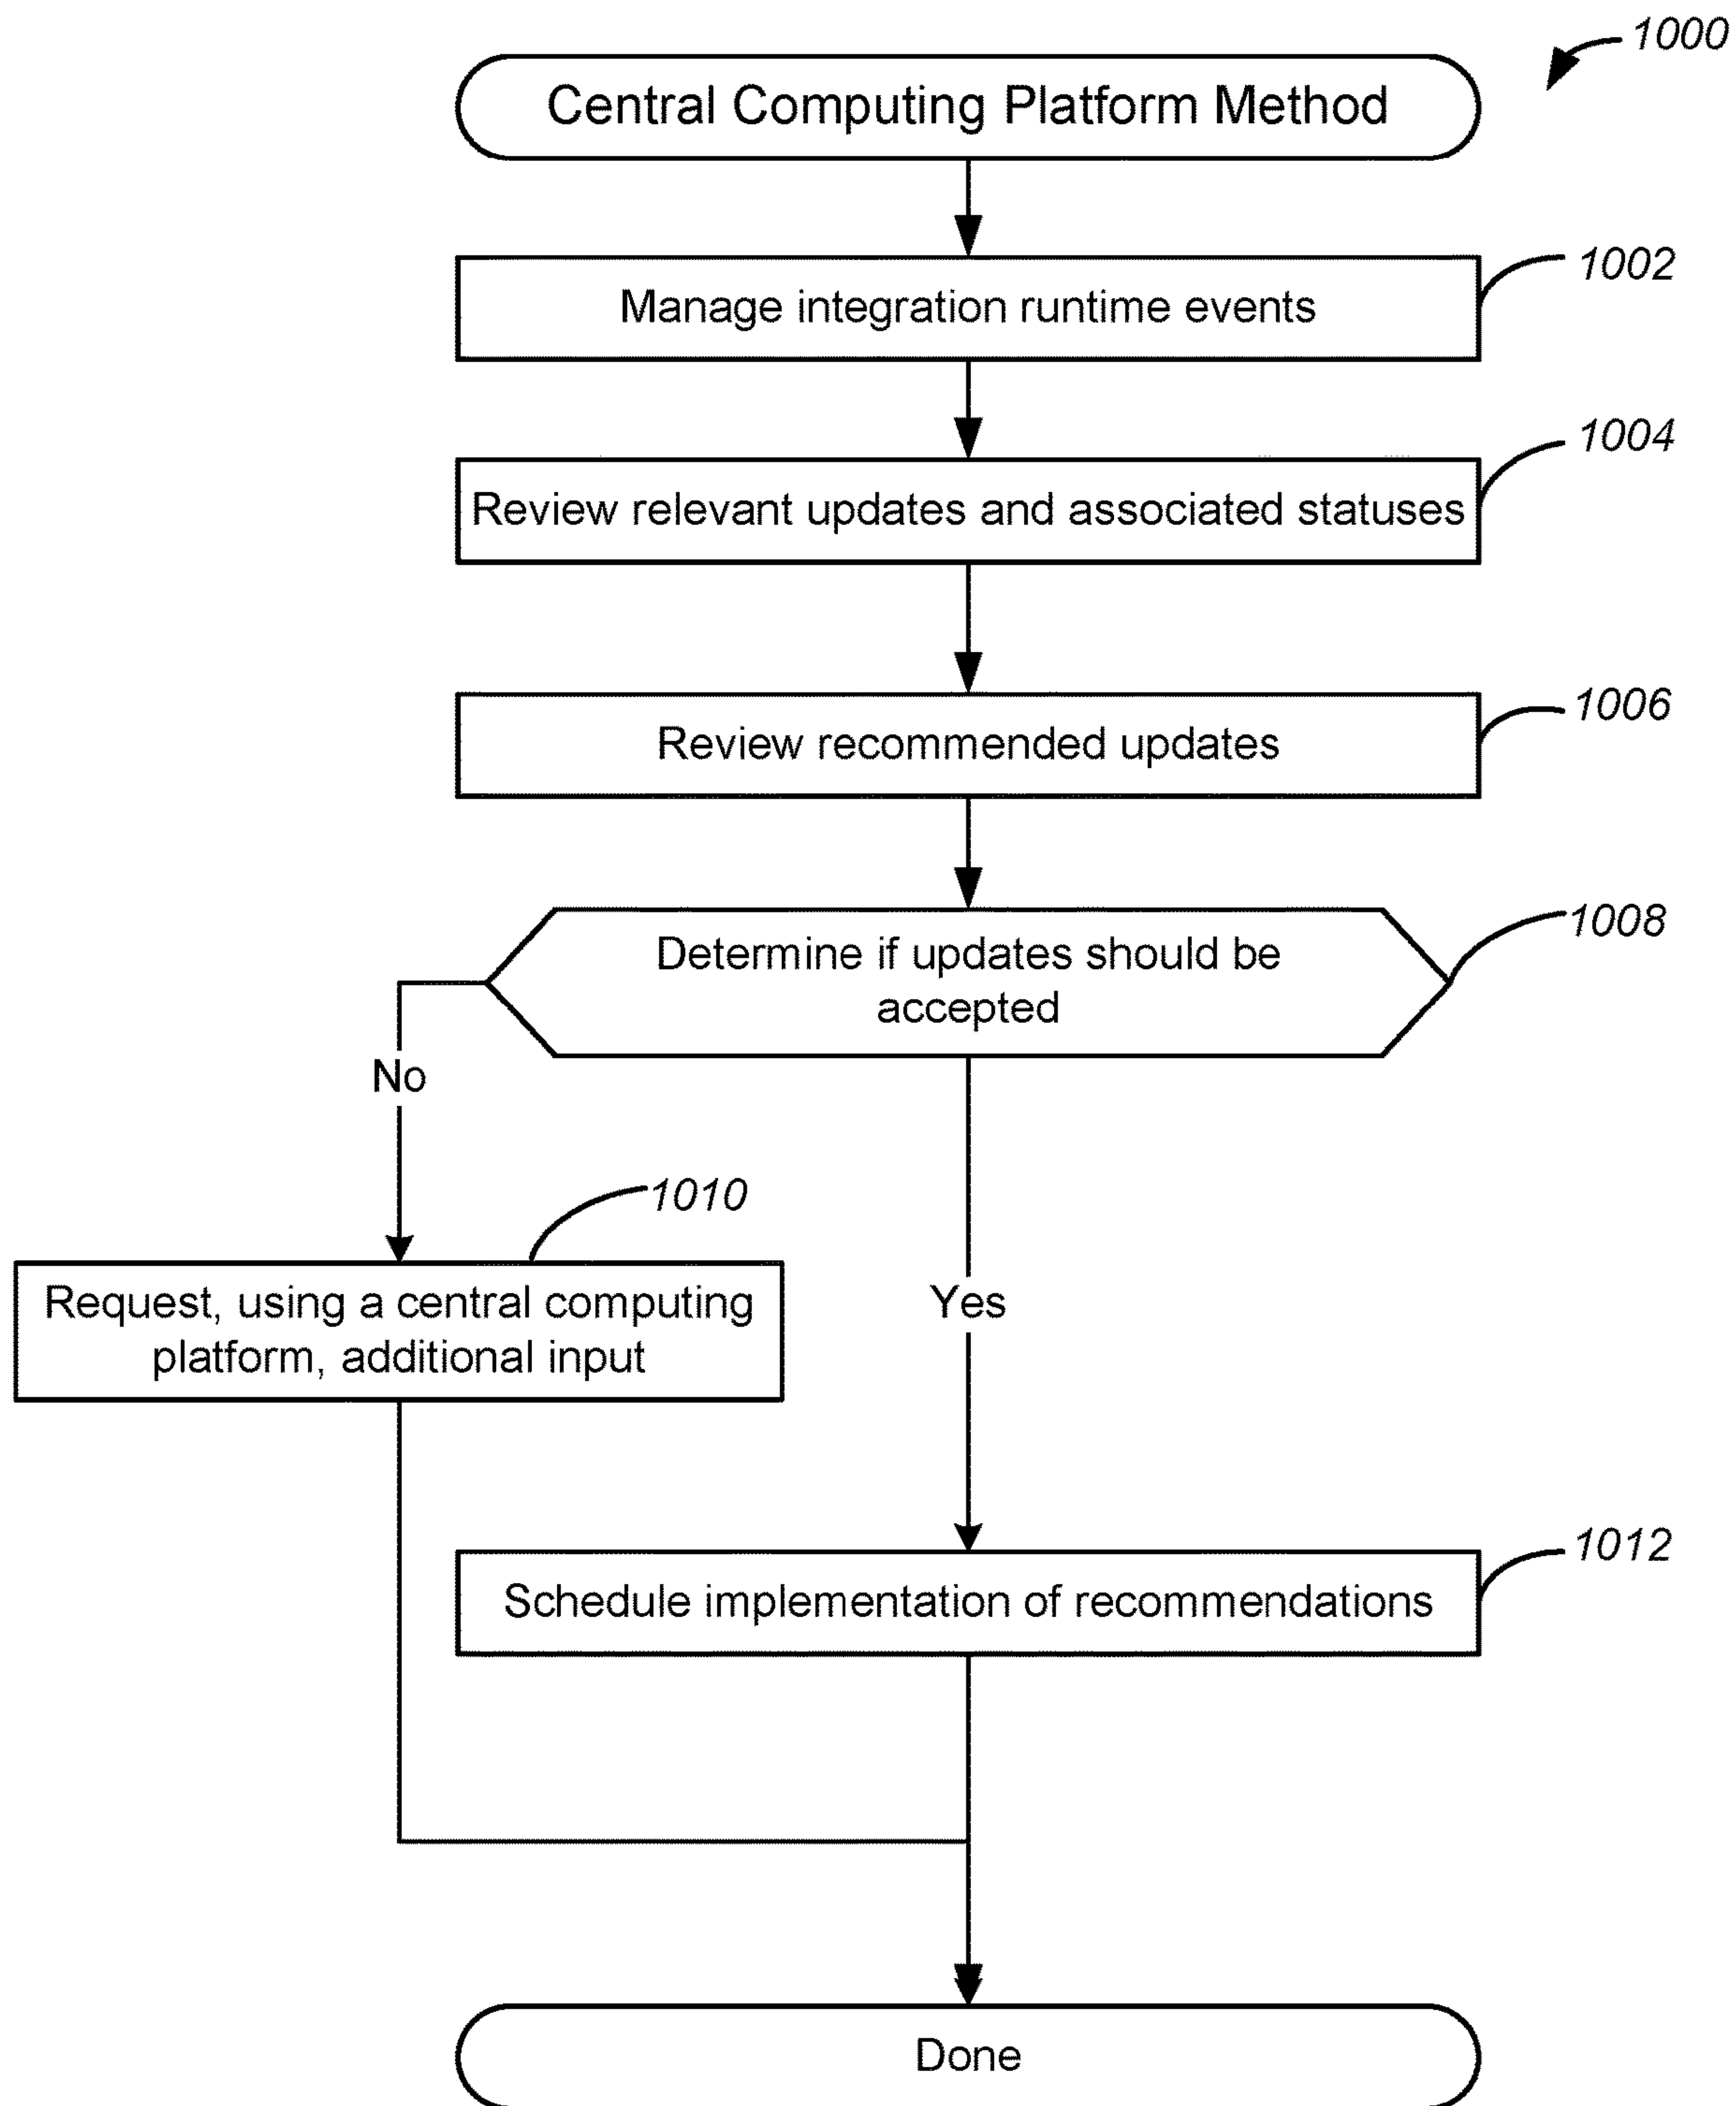 1000
Central Computing Platform Method
1002
Manage integration runtime events
1004
Review relevant updates and associated statuses
1006
Review recommended updates
1008
Determine if updates should be
accepted
No
1010
Request, using a central computing
platform, additional input
Yes
1012
Schedule implementation of recommendations
Done